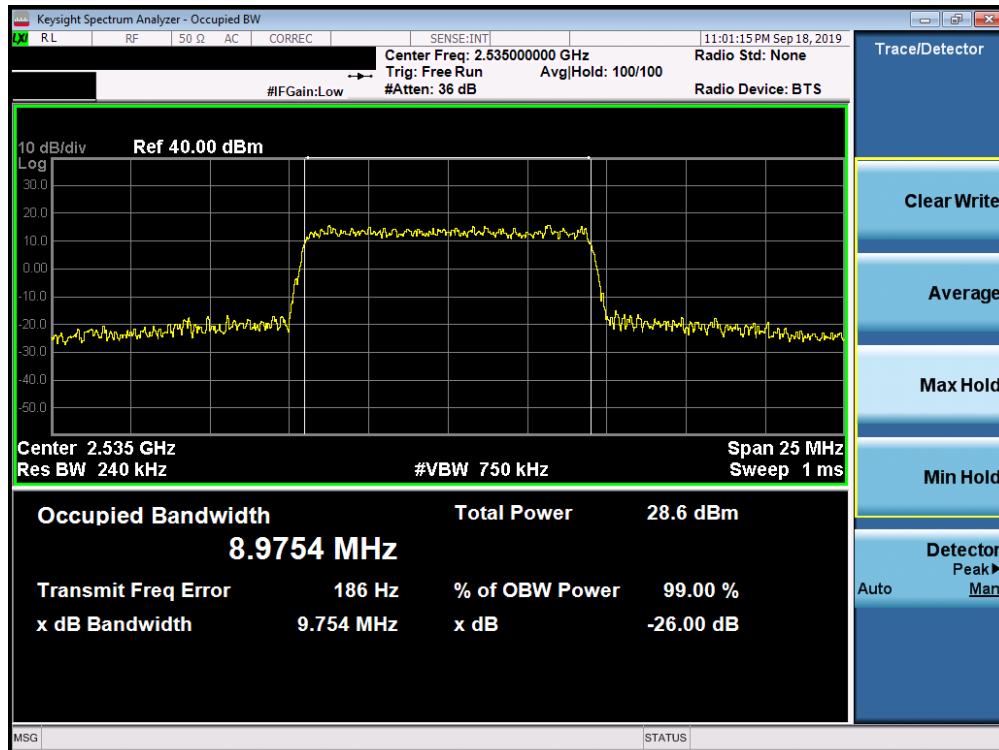 Keysight Spectrum Analyzer - Occupied BW
LXI RL RF 50 Ω AC CORREC SENSE:INT 11:01:15 PM Sep 18, 2019
Center Freq: 2.535000000 GHz Radio Std: None
Trig: Free Run Avg|Hold: 100/100
#IFGain:Low #Atten: 36 dB Radio Device: BTS
10 dB/div Ref 40.00 dBm
Log
30.0
20.0
10.0
0.00
-10.0
-20.0
-30.0
-40.0
-50.0
Center 2.535 GHz Span 25 MHz
Res BW 240 kHz #VBW 750 kHz Sweep 1 ms
Occupied Bandwidth Total Power 28.6 dBm
8.9754 MHz
Transmit Freq Error 186 Hz % of OBW Power 99.00 %
x dB Bandwidth 9.754 MHz x dB -26.00 dB
MSG STATUS
Trace/Detector
Clear Write
Average
Max Hold
Min Hold
Detector
Peak▶
Auto Man